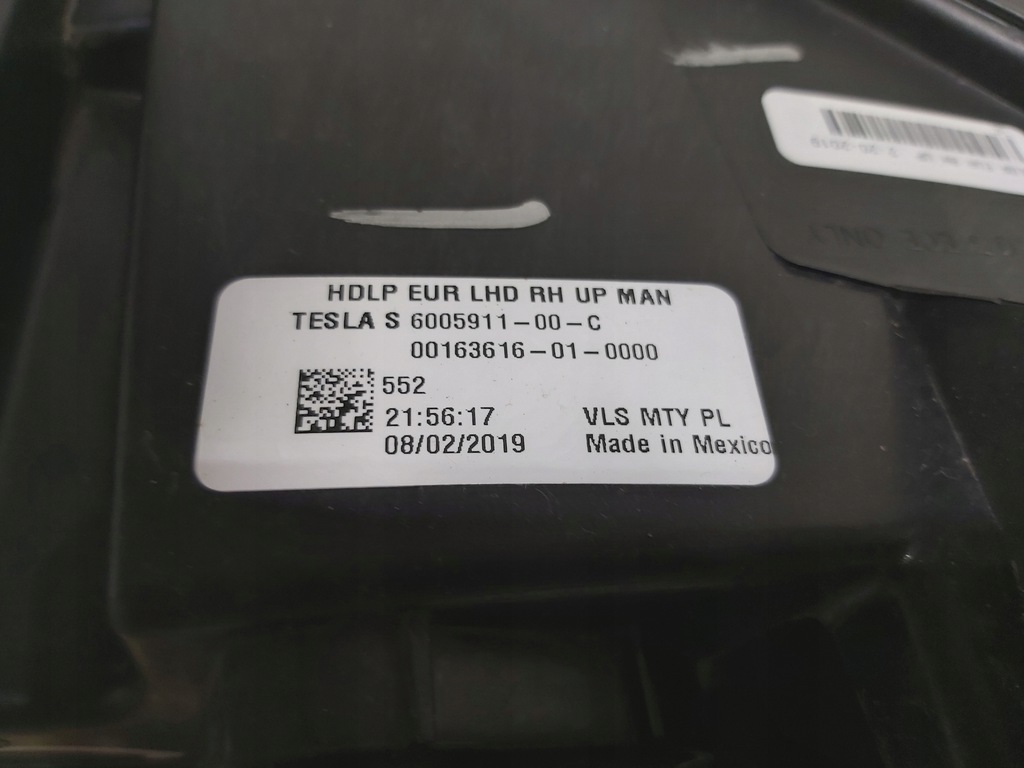 HDLP EUR LHD RH UP MAN
TESLA S 6005911-00-C
00163616-01-0000
552
21:56:17 VLS MTY PL
08/02/2019 Made in Mexico
ONLY